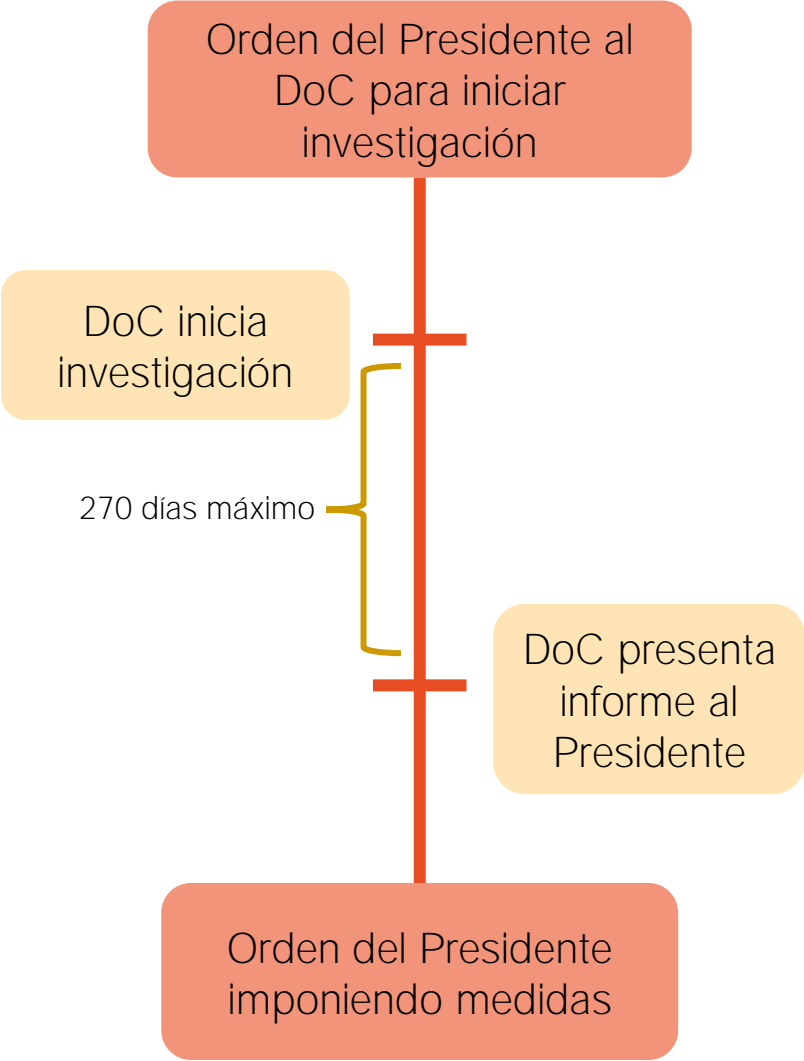 Orden del Presidente al
DoC para iniciar
investigación
DoC inicia
investigación
270 días máximo
DoC presenta
informe al
Presidente
Orden del Presidente
imponiendo medidas